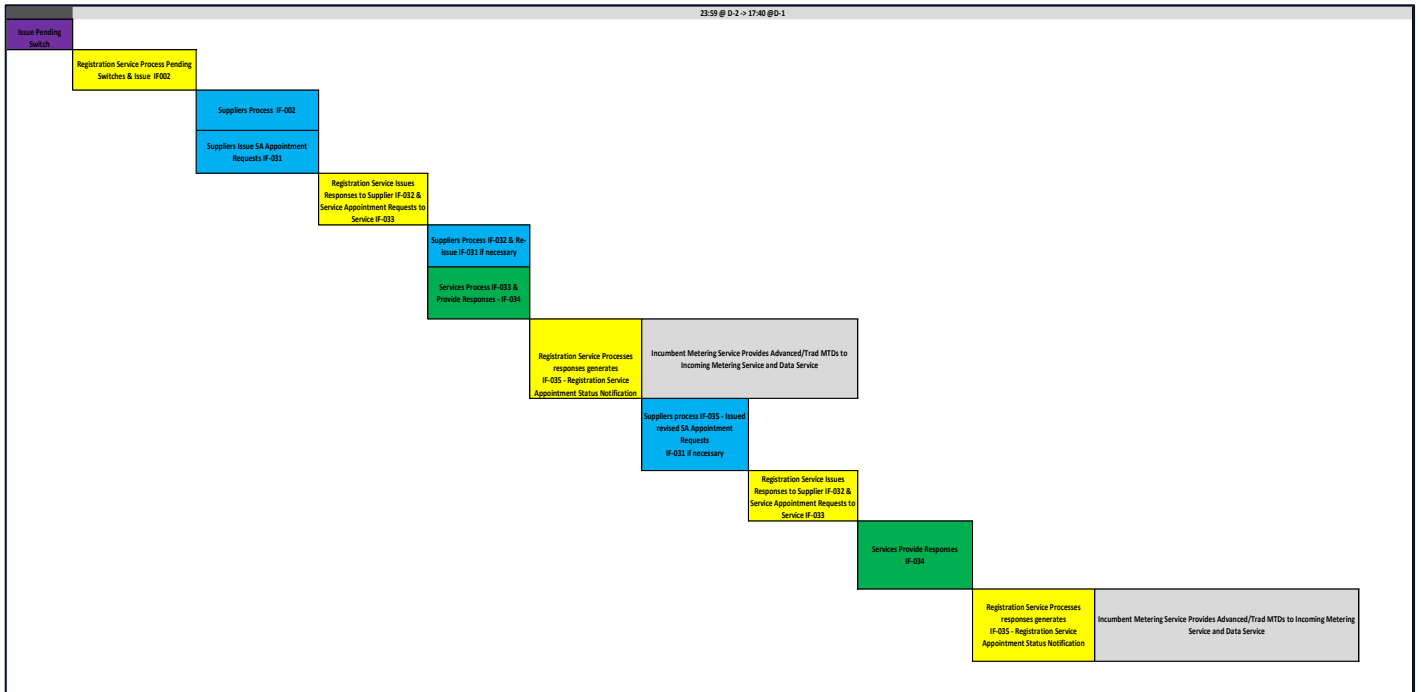 23:59 @ D-2 -> 17:40 @D-1
Issue Pending
Switch
Registration Service Process Pending
Switches & Issue IF002
Suppliers Process IF-002
Suppliers Issue SA Appointment
Requests IF-031
Registration Service Issues
Responses to Supplier IF-032 &
Service Appointment Requests to
Service IF-033
Suppliers Process IF-032 & Re-
issue IF-031 if necessary
Services Process IF-033 &
Provide Responses - IF-034
Registration Service Processes
responses generates
IF-035 - Registration Service
Appointment Status Notification
Incumbent Metering Service Provides Advanced/Trad MTDs to
Incoming Metering Service and Data Service
Suppliers process IF-035 - Issued
revised SA Appointment
Requests
IF-031 if necessary
Registration Service Issues
Responses to Supplier IF-032 &
Service Appointment Requests to
Service IF-033
Services Provide Responses
IF-034
Registration Service Processes
responses generates
IF-035 - Registration Service
Appointment Status Notification
Incumbent Metering Service Provides Advanced/Trad MTDs to Incoming Metering
Service and Data Service